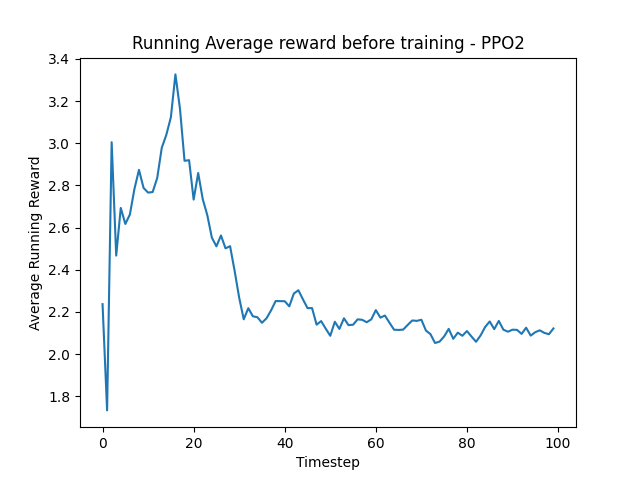 Running Average reward before training - PPO2
Average Running Reward
3.4
3.2
3.0
2.8
2.6
2.4
2.2
2.0
1.8
0 20 40 60 80 100
Timestep